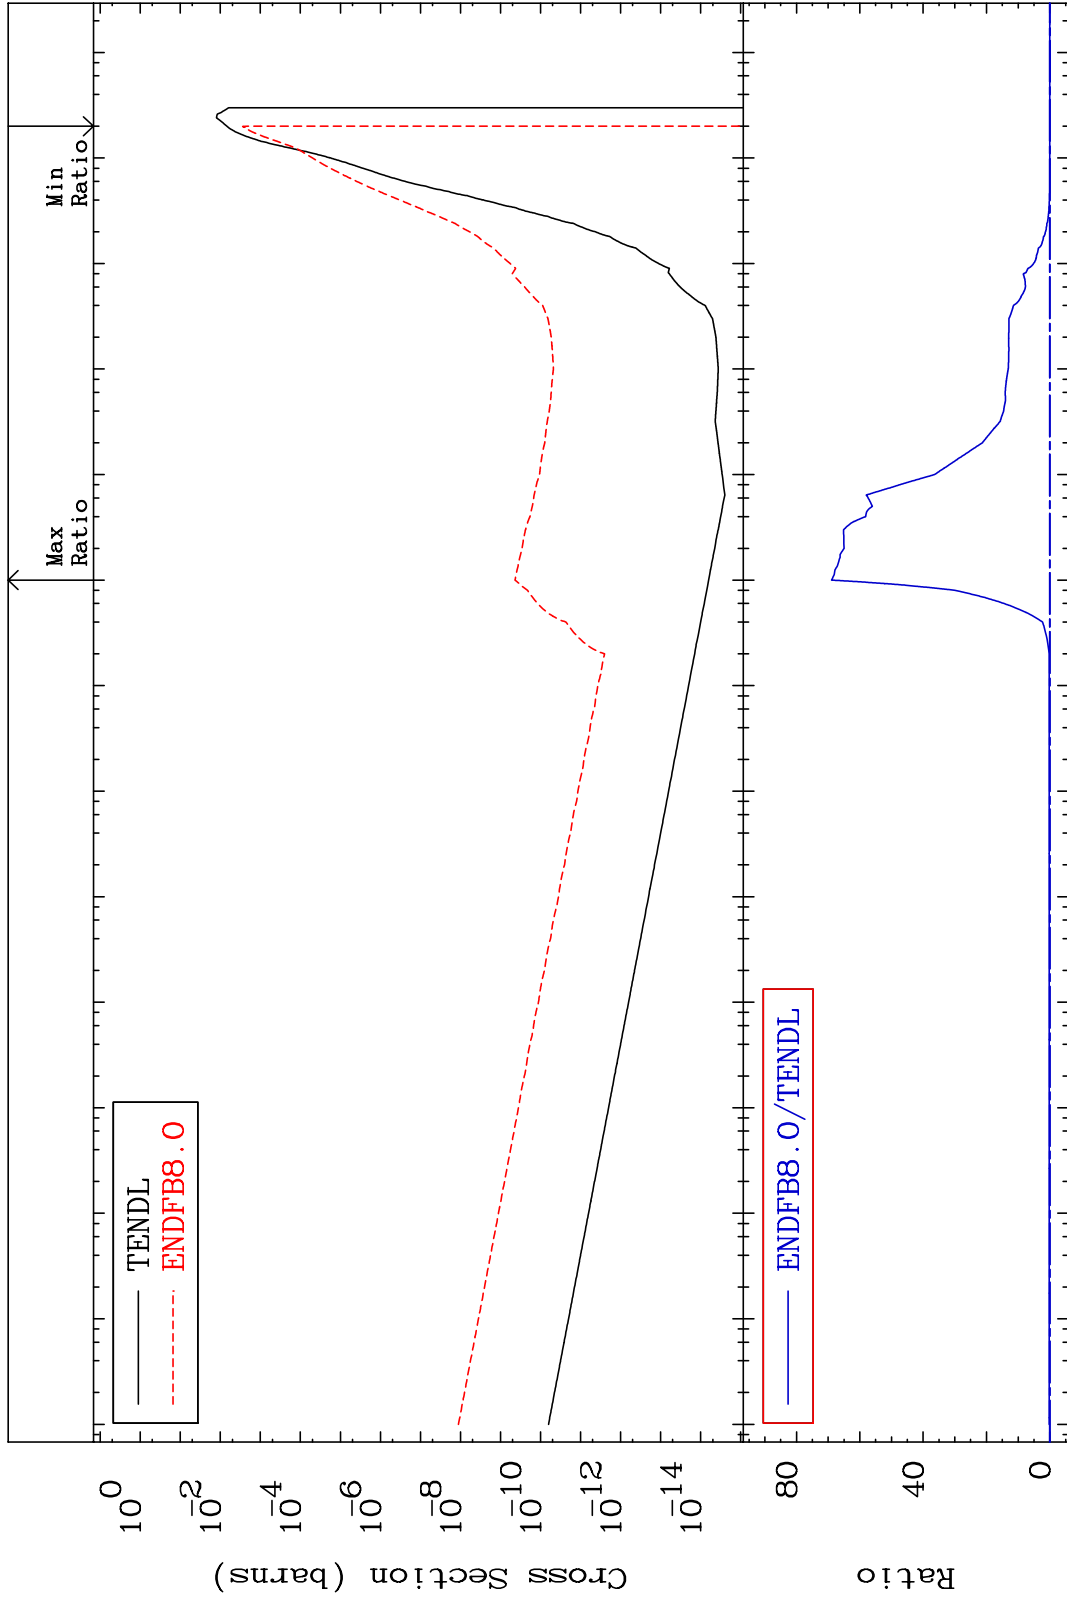 Min
Ratio
Max
Ratio
TENDL
ENDFB8.0
10^0
10^-2
10^-4
10^-6
10^-8
10^-10
10^-12
10^-14
Cross Section (barns)
ENDFB8.0/TENDL
80
40
0
Ratio